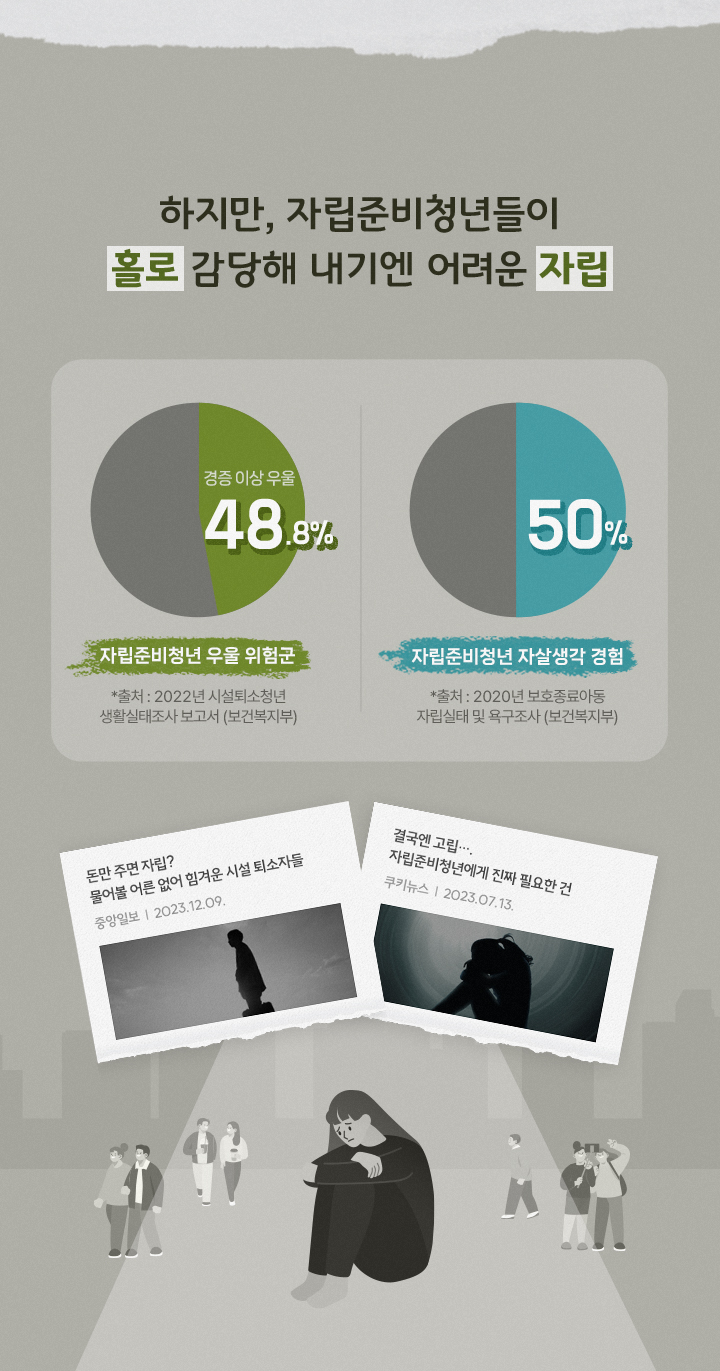 하지만, 자립준비청년들이
홀로 감당해 내기엔 어려운 자립
경증 이상 우울
48.8%
자립준비청년 우울 위험군
*출처 : 2022년 시설퇴소청년
생활실태조사 보고서 (보건복지부)
50%
자립준비청년 자살생각 경험
*출처 : 2020년 보호종료아동
자립실태 및 욕구조사 (보건복지부)
돈만 주면 자립?
물어볼 어른 없어 힘겨운 시설 퇴소자들
중앙일보 | 2023.12.09.
결국엔 고립···.
자립준비청년에게 진짜 필요한 건
쿠키뉴스 | 2023.07.13.